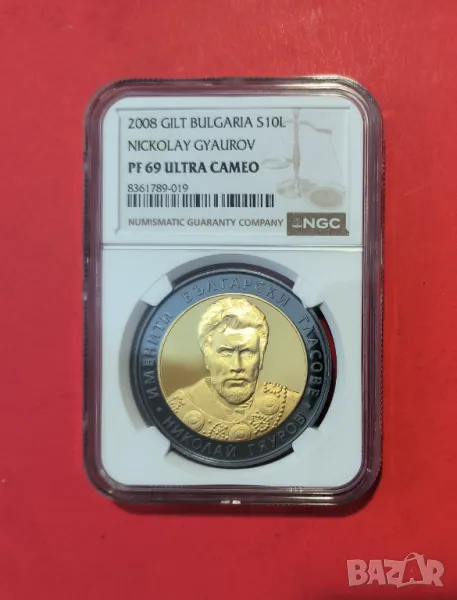 2008 GILT BULGARIA S10L
NICKOLAY GYAUROV
PF 69 ULTRA CAMEO
8361789-019
NUMISMATIC GUARANTY COMPANY
NGC
ИМЕНИТИ БЪЛГАРСКИ ГЛАСОВЕ
• НИКОЛАЙ ГЯУРОВ •
BAZAR